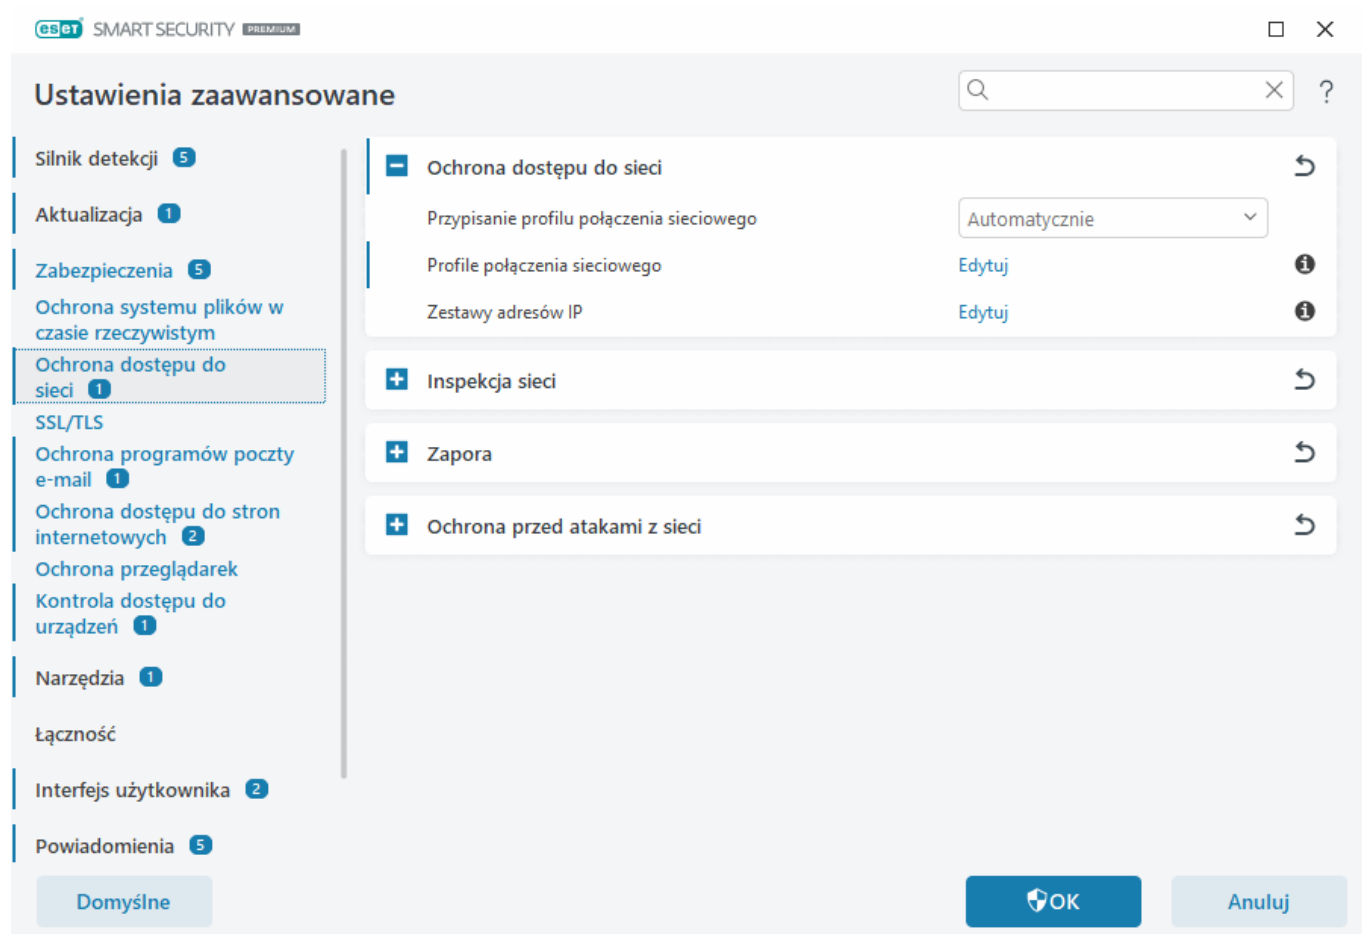 eseT SMART SECURITY PREMIUM
Ustawienia zaawansowane
?
Silnik detekcji 5
Aktualizacja 1
Zabezpieczenia 5
Ochrona systemu plików w
czasie rzeczywistym
Ochrona dostępu do
sieci 1
SSL/TLS
Ochrona programów poczty
e-mail 1
Ochrona dostępu do stron
internetowych 2
Ochrona przeglądarek
Kontrola dostępu do
urządzeń 1
Narzędzia 1
Łączność
Interfejs użytkownika 2
Powiadomienia 5
Ochrona dostępu do sieci
Przypisanie profilu połączenia sieciowego Automatycznie
Profile połączenia sieciowego Edytuj
Zestawy adresów IP Edytuj
Inspekcja sieci
Zapora
Ochrona przed atakami z sieci
Domyślne
OK
Anuluj